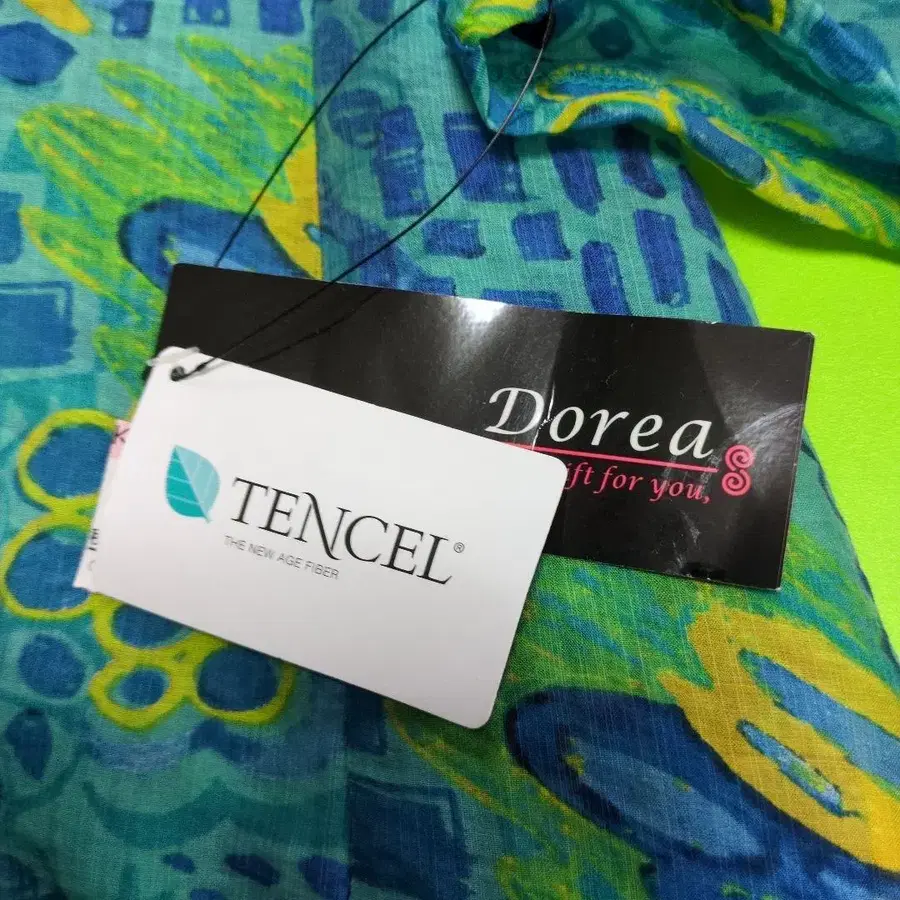 Dorea
ift for you,
TENCEL®
THE NEW AGE FIBER